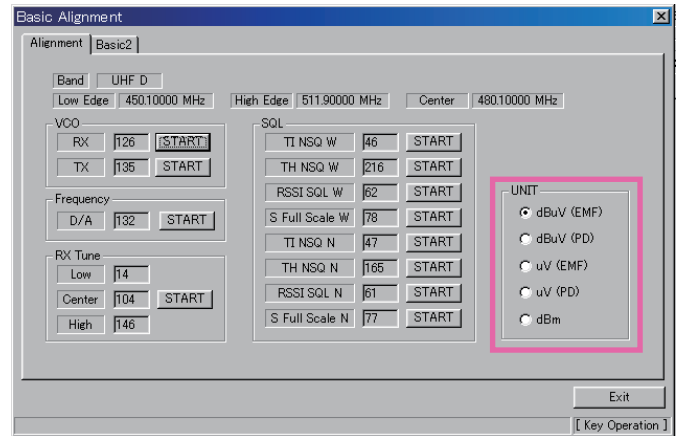 Basic Alignment
Alignment Basic2
Band UHF D
Low Edge 450.10000 MHz High Edge 511.90000 MHz Center 480.10000 MHz
VCO
RX 126 START
TX 135 START
Frequency
D/A 132 START
RX Tune
Low 14
Center 104 START
High 146
SQL
TI NSQ W 46 START
TH NSQ W 216 START
RSSI SQL W 62 START
S Full Scale W 78 START
TI NSQ N 47 START
TH NSQ N 165 START
RSSI SQL N 61 START
S Full Scale N 77 START
UNIT
dBuV (EMF)
dBuV (PD)
uV (EMF)
uV (PD)
dBm
Exit
[ Key Operation ]